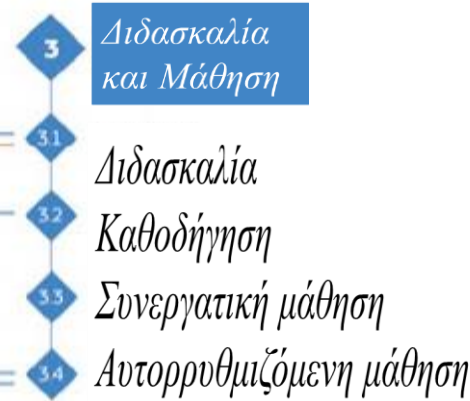 3 Διδασκαλία
και Μάθηση
3.1 Διδασκαλία
3.2 Καθοδήγηση
3.3 Συνεργατική μάθηση
3.4 Αυτορρυθμιζόμενη μάθηση